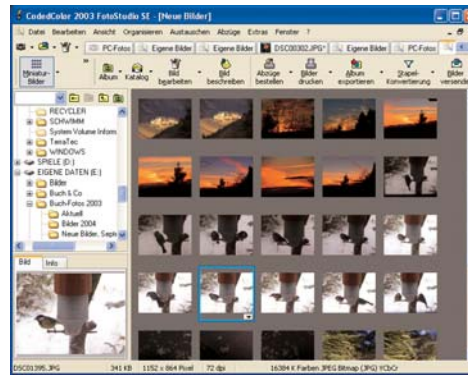 CodedColor 2003 FotoStudio SE - [Neue Bilder]
Datei Bearbeiten Ansicht Organisieren Austauschen Abzüge Extras Fenster ?
PC-Fotos Eigene Bilder Eigene Bilder DSC00302.JPG* Eigene Bilder PC-Fotos
Miniatur-Bilder
Album
Katalog
Bild bearbeiten
Bild beschreiben
Abzüge bestellen
Bilder drucken
Album exportieren
Stapel-Konvertierung
Bilder versende
RECYCLER
SCHWIMM
System Volume Inform
TerraTec
WINDOWS
SPIELE (D:)
EIGENE DATEN (E:)
Bilder
Buch & Co
Buch-Fotos 2003
Aktuell
Bilder 2004
Neue Bilder, Septe
Bild Info
DSC01395.JPG 341 KB 1152 x 864 Pixel 72 dpi 16384 K Farben JPEG Bitmap (JPG) YCbCr